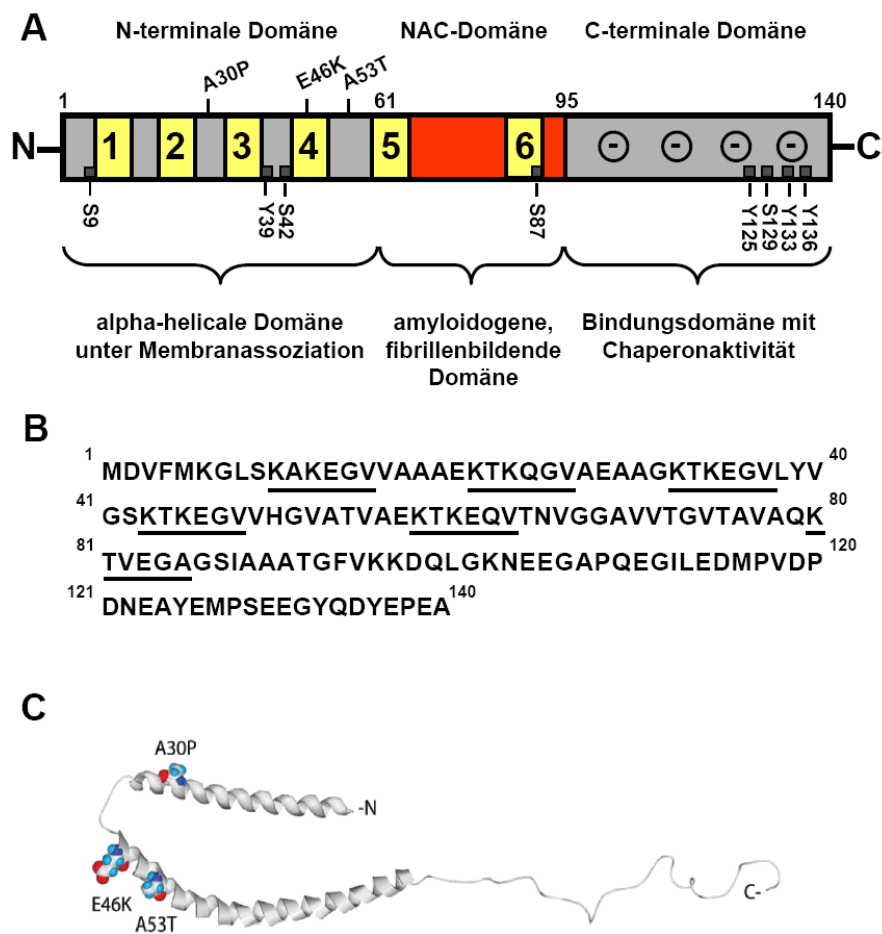 A
N-terminale Domäne NAC-Domäne C-terminale Domäne
A30P E46K A53T
1 61 95 140
N 1 2 3 4 5 6 - - - - C
S9 Y39 S42 S87 Y125 S129 Y133 Y136
alpha-helicale Domäne
unter Membranassoziation
amyloidogene,
fibrillenbildende
Domäne
Bindungsdomäne mit
Chaperonaktivität
B
1 MDVFMKGLSKAKEGVVAAAEKTKQGVAEAAGKTKEGVLYV 40
41 GSKTKEGVVHGVATVAEKTKEQVTNVGGAVVTGVTAVAQK 80
81 TVEGAGSIAAATGFVKKDQLGKNEEGAPQEGILEDMPVDP 120
121 DNEAYEMPSEEGYQDYEPEA 140
C
A30P
-N
E46K
A53T
C-